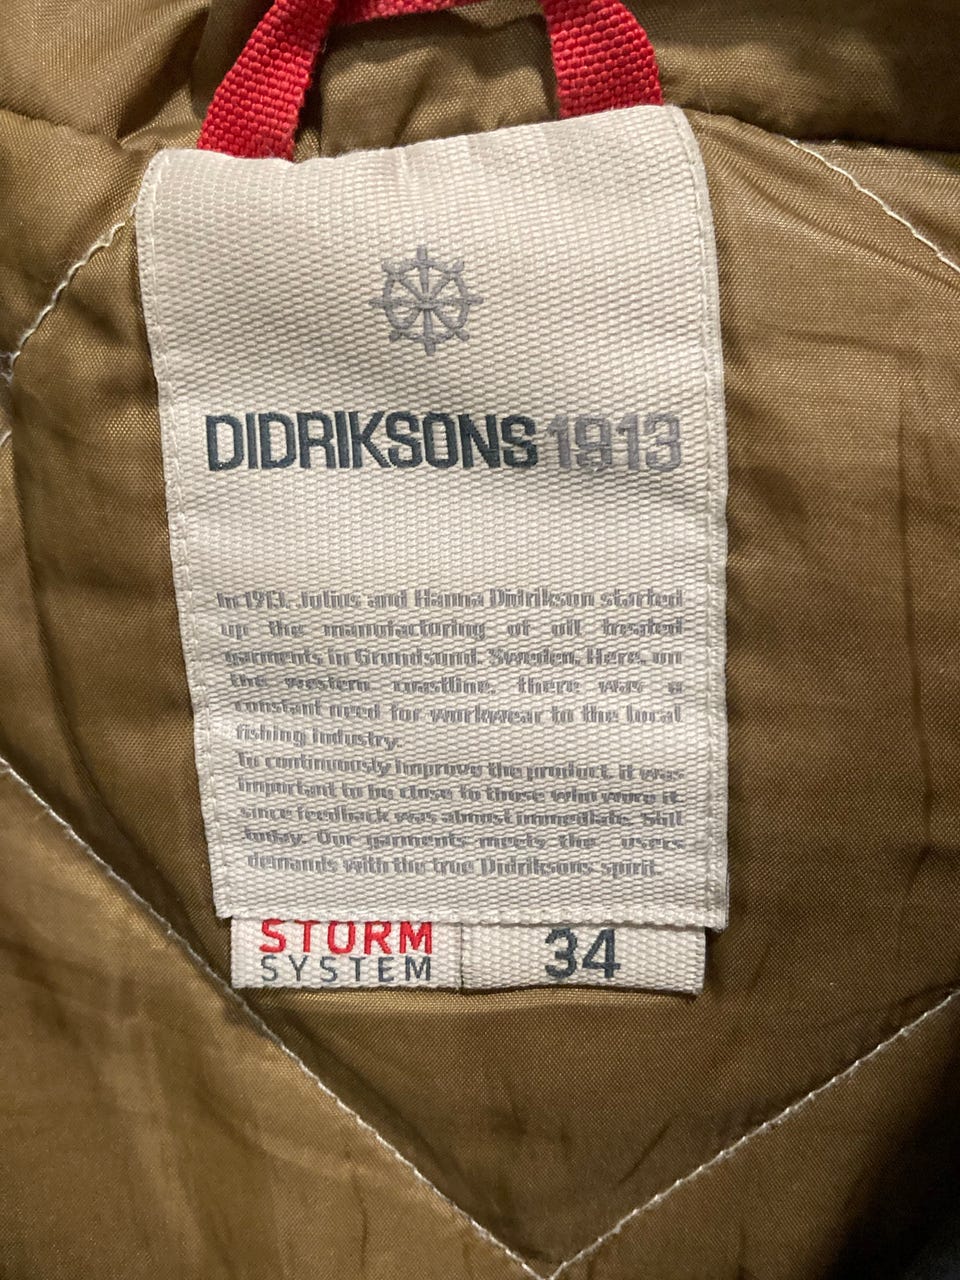 DIDRIKSONS1913
In 1913, Julius and Hanna Didrikson started
up the manufacturing of oil treated
garments in Grundsund, Sweden. Here, on
the western coastline, there was a
constant need for workwear to the local
fishing industry.
To continuously improve the product, it was
important to be close to those who wore it
since feedback was almost immediate. Still
today. Our garments meets the users
demands with the true Didriksons spirit.
STORM 34
SYSTEM